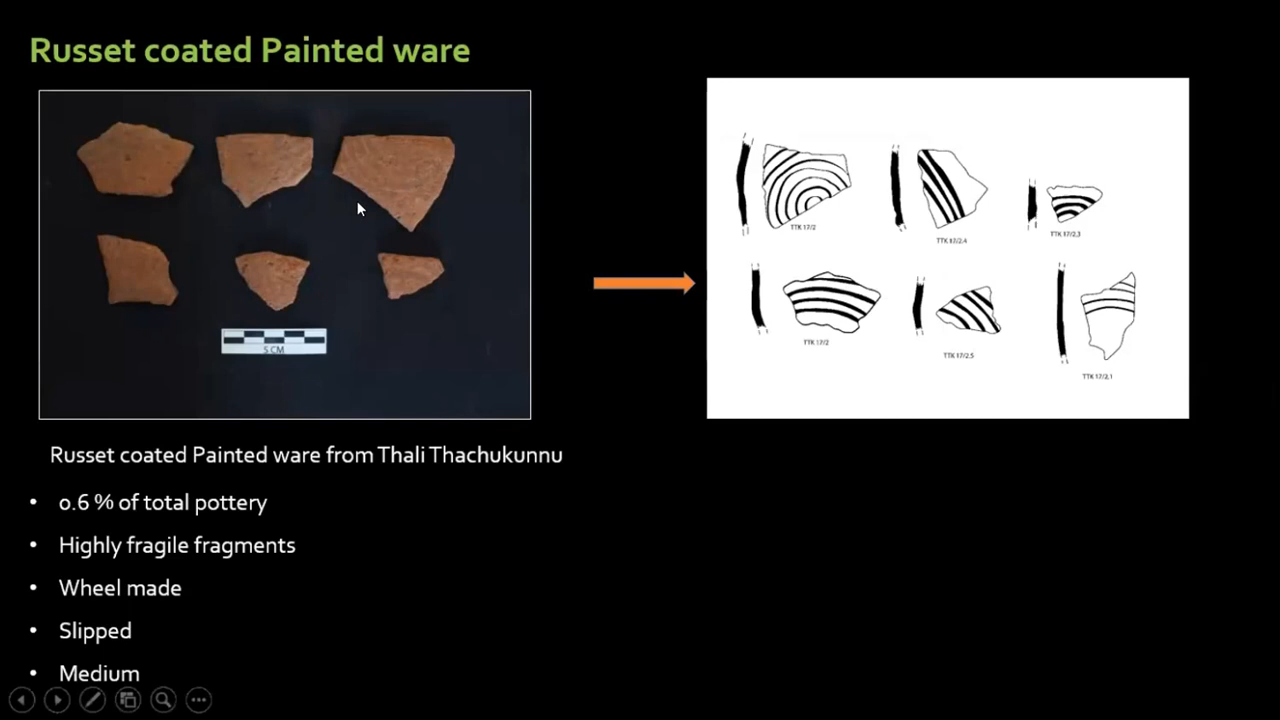 Russet coated Painted ware
5 CM
TTK 17/2
TTK 17/2.4
TTK 17/2,3
TTK 17/2
TTK 17/2.5
TTK 17/2,1
Russet coated Painted ware from Thali Thachukunnu
• 0.6 % of total pottery
• Highly fragile fragments
• Wheel made
• Slipped
• Medium